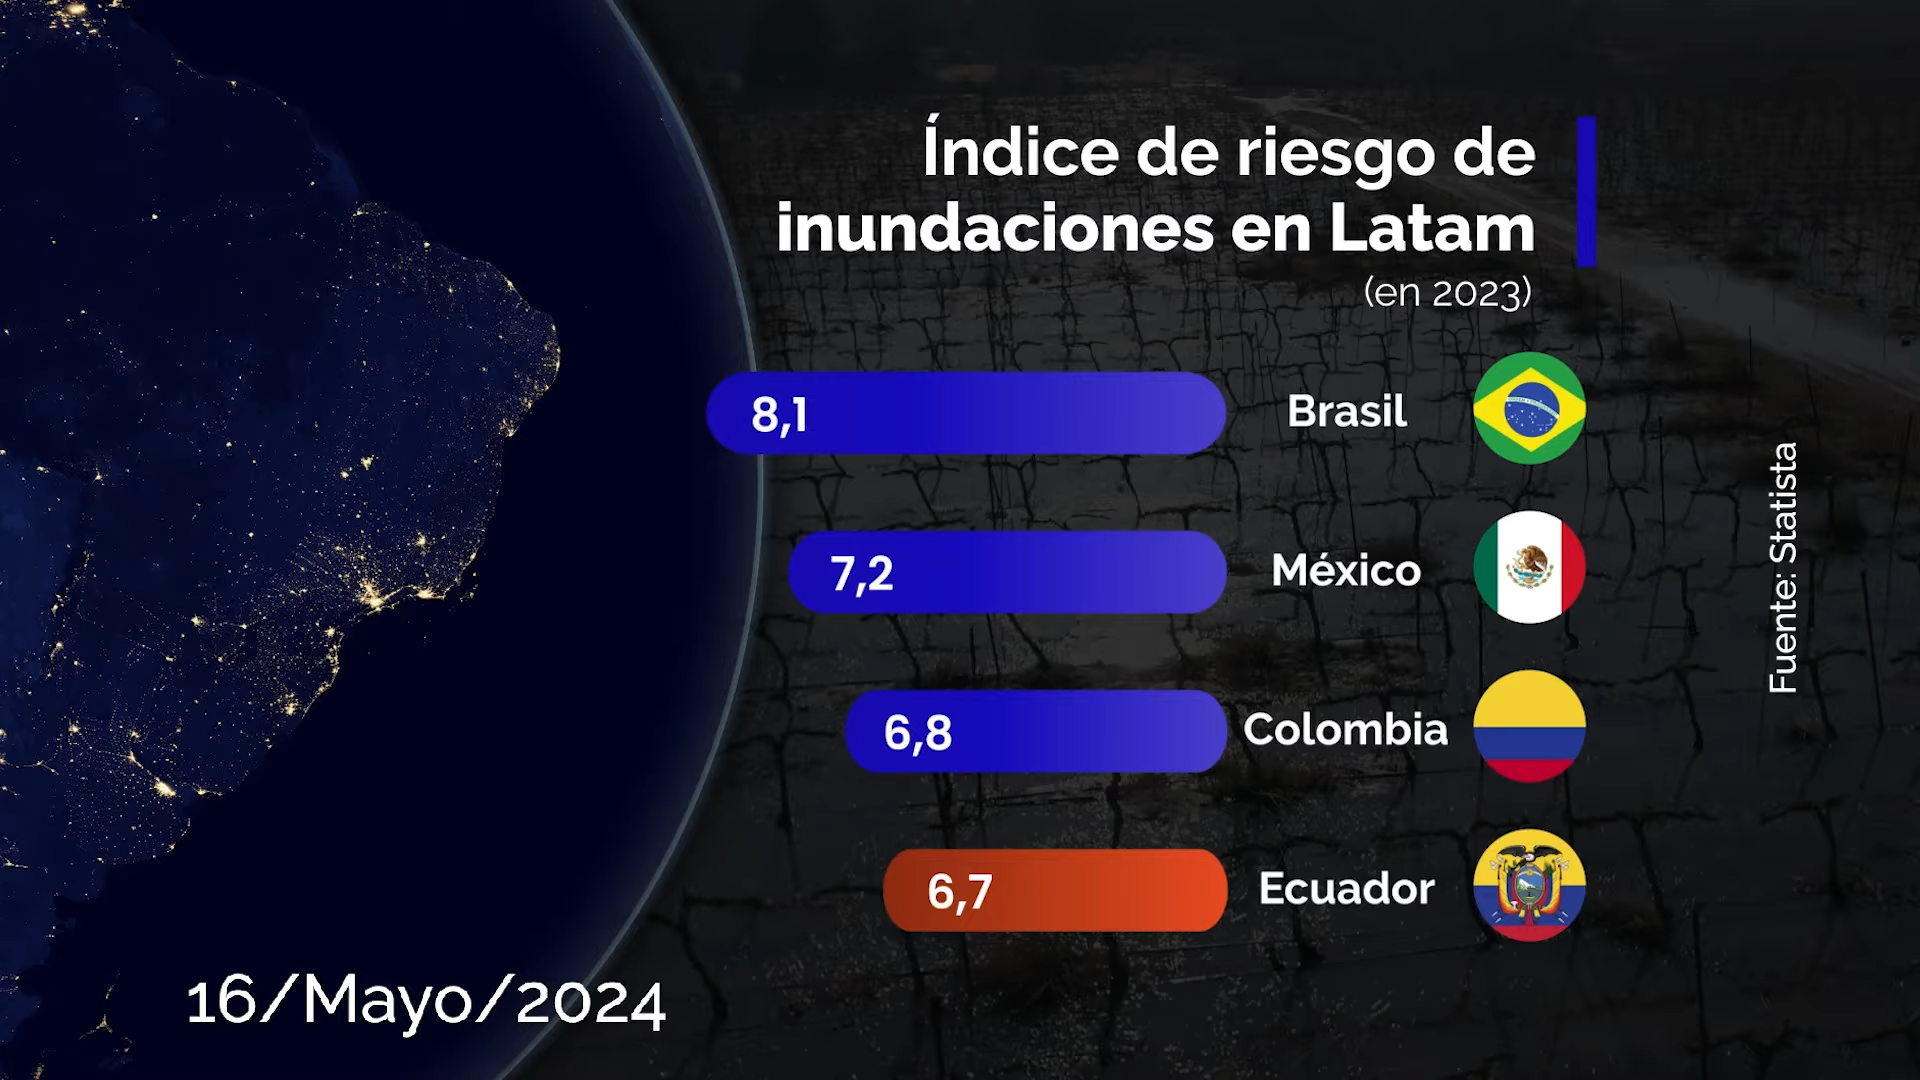 Índice de riesgo de
inundaciones en Latam
(en 2023)
8,1 Brasil
7,2 México
6,8 Colombia
6,7 Ecuador
Fuente: Statista
16/Mayo/2024